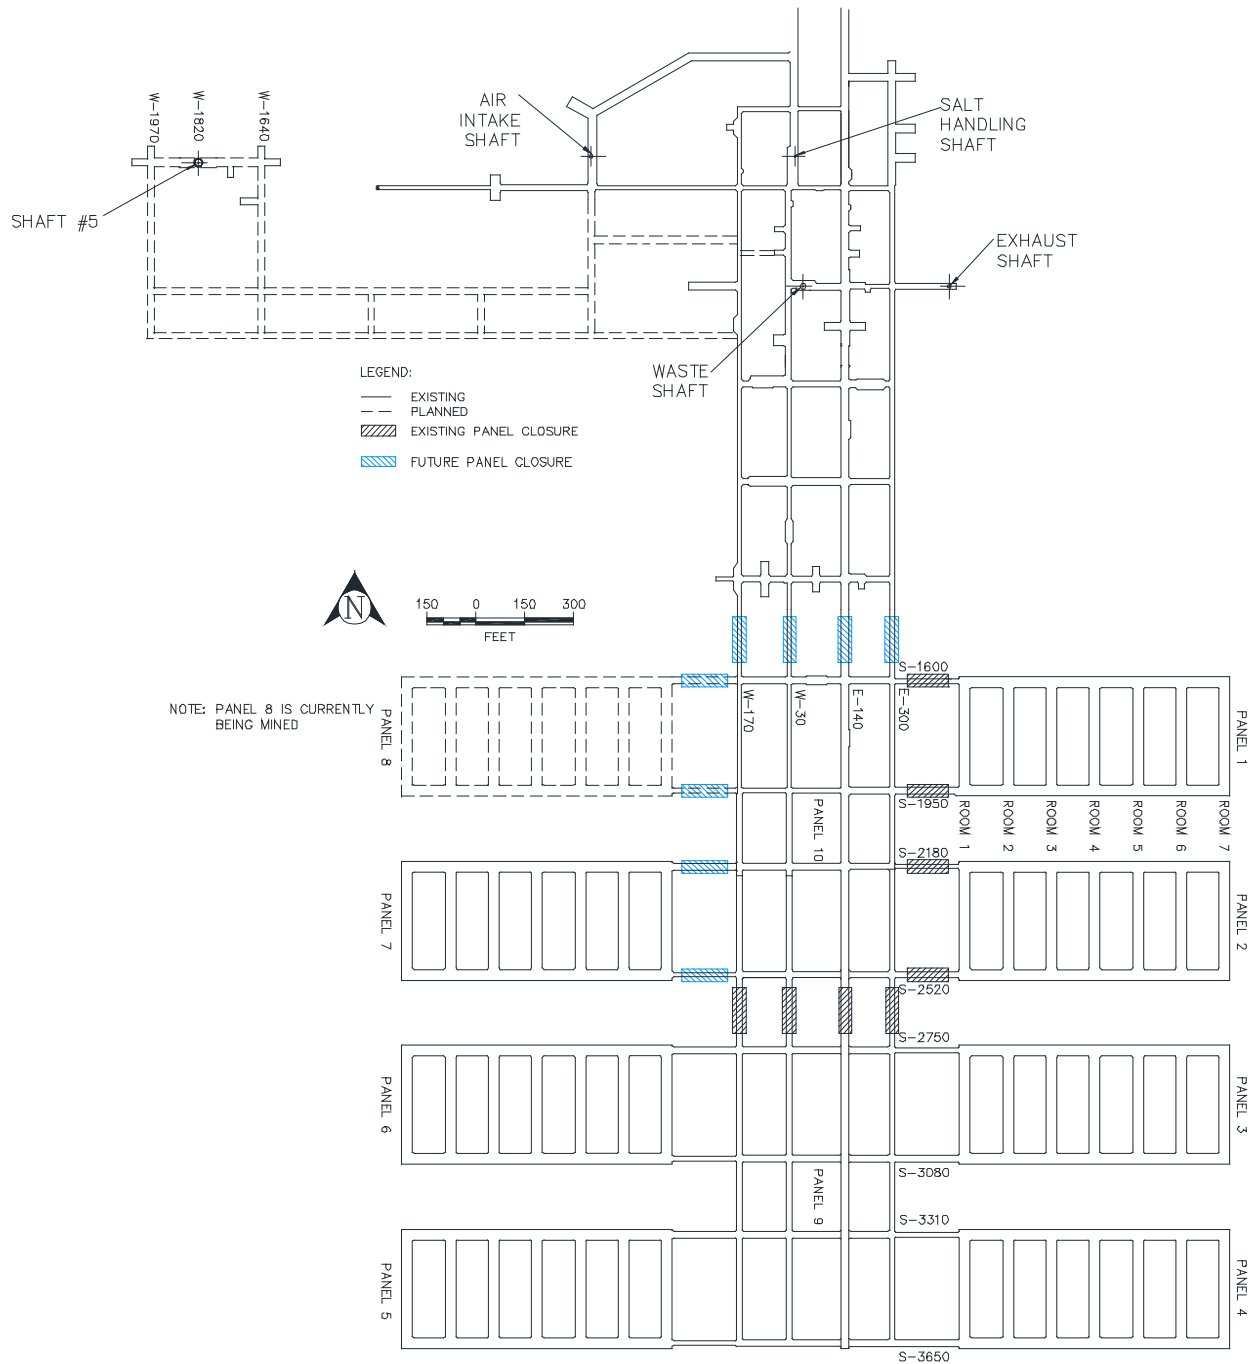 W-1970
W-1820
W-1640
AIR
INTAKE
SHAFT
SALT
HANDLING
SHAFT
SHAFT #5
EXHAUST
SHAFT
WASTE
SHAFT
LEGEND:
EXISTING
PLANNED
EXISTING PANEL CLOSURE
FUTURE PANEL CLOSURE
N
150 0 150 300
FEET
S-1600
NOTE: PANEL 8 IS CURRENTLY
BEING MINED
PANEL 8
W-170
W-30
E-140
E-300
PANEL 1
S-1950
PANEL 10
ROOM 1
ROOM 2
ROOM 3
ROOM 4
ROOM 5
ROOM 6
ROOM 7
S-2180
PANEL 7
PANEL 2
S-2520
S-2750
PANEL 6
PANEL 3
S-3080
PANEL 9
S-3310
PANEL 5
PANEL 4
S-3650